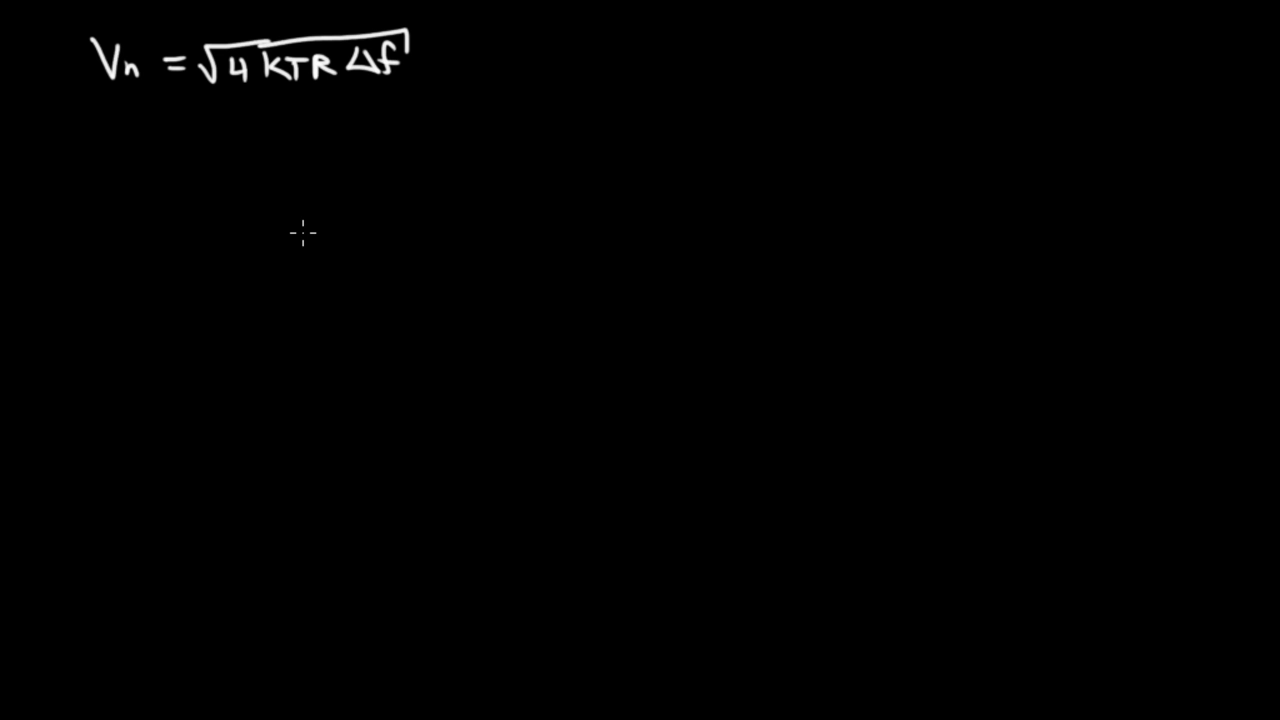 Vn = √4 KTR Δf